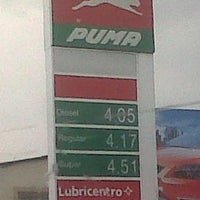 PUMA
Diesel 4.05
Regular 4.17
Super 4.51
Lubricentro